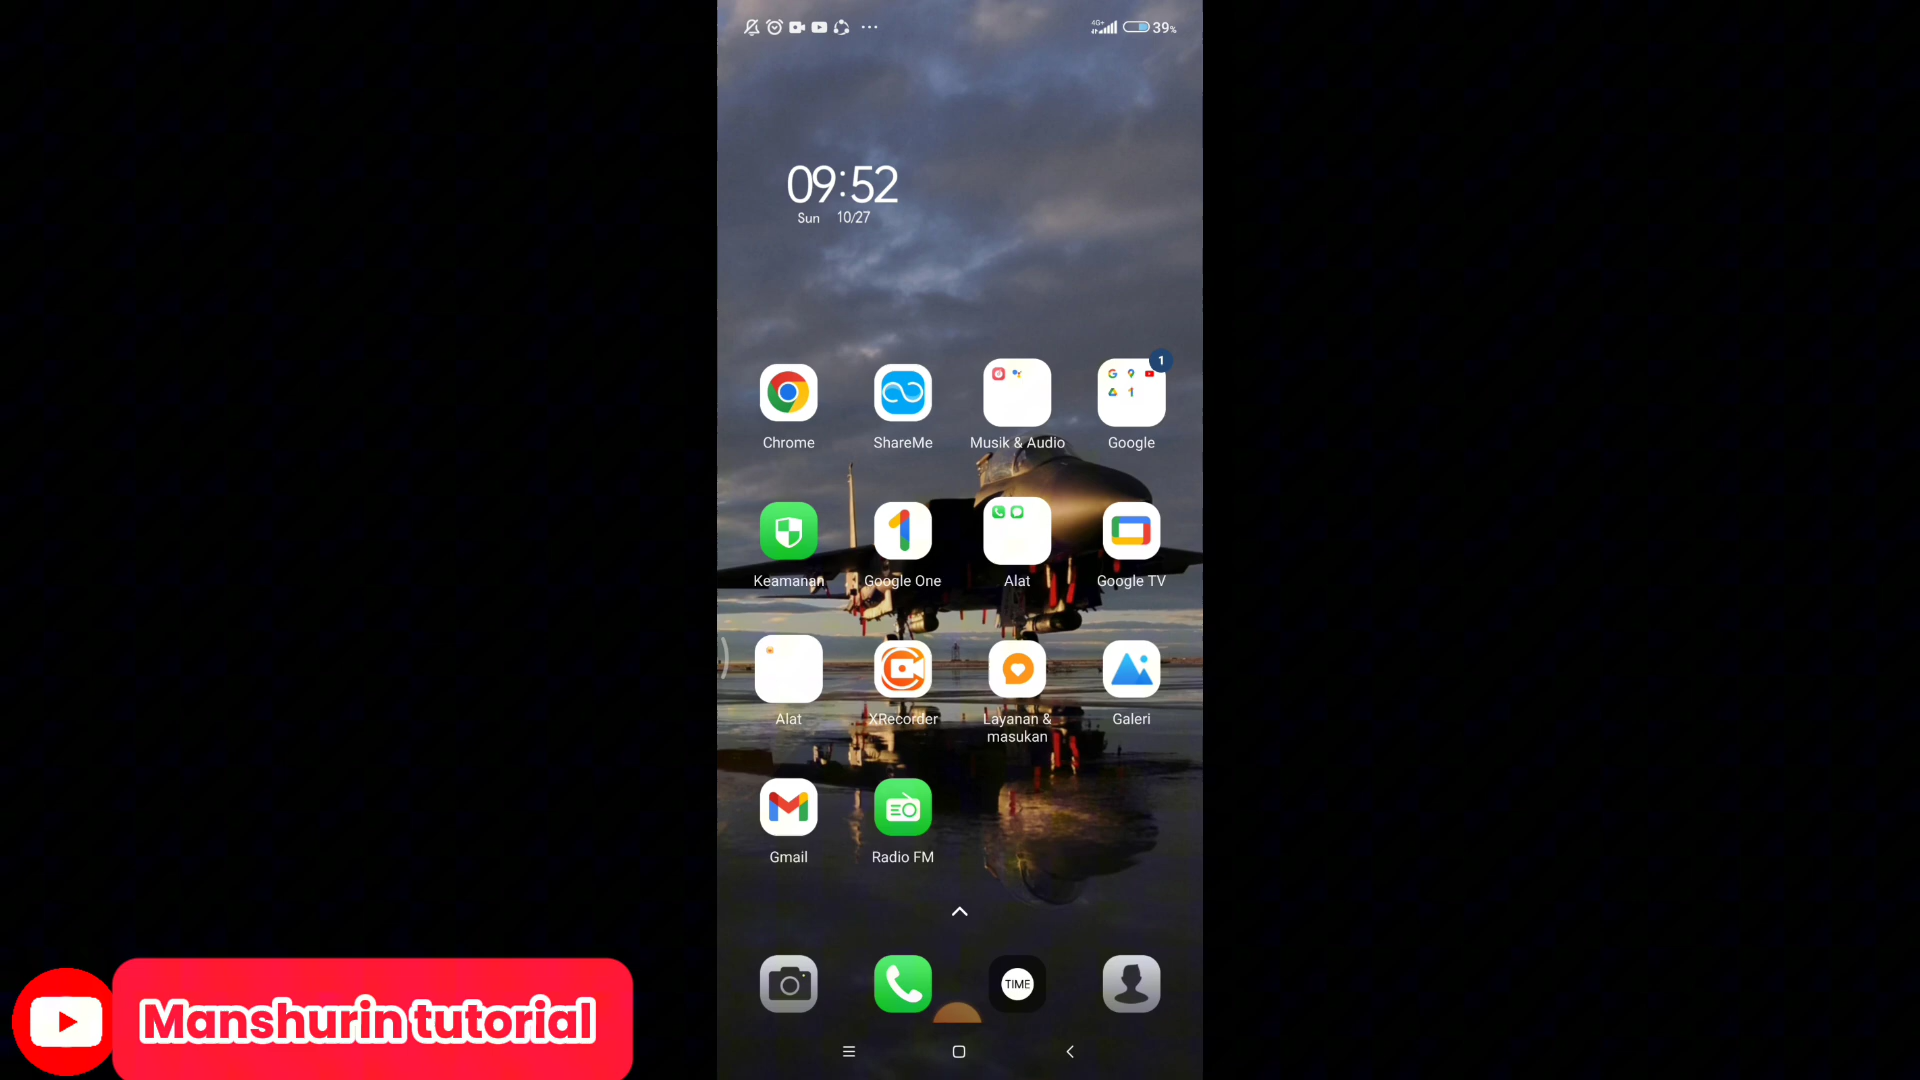 4G+ 39%
09:52
Sun 10/27
1
Chrome ShareMe Musik & Audio Google
Keamanan Google One Alat Google TV
Alat XRecorder Layanan & masukan Galeri
Gmail Radio FM
TIME
Manshurin tutorial